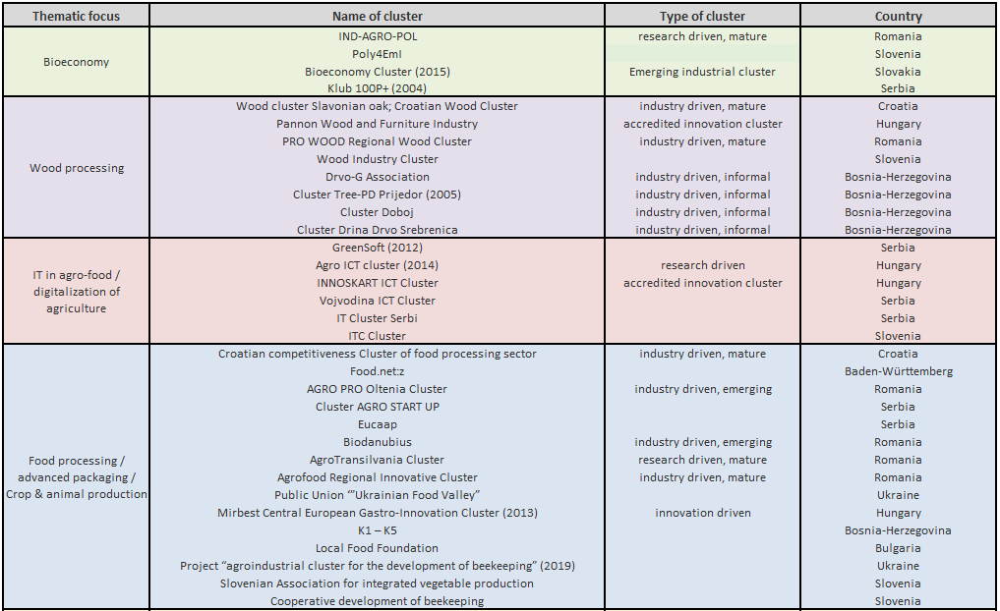 Thematic focus Name of cluster Type of cluster Country
Bioeconomy
IND-AGRO-POL research driven, mature Romania
Poly4EmI Slovenia
Bioeconomy Cluster (2015) Emerging industrial cluster Slovakia
Klub 100P+ (2004) Serbia
Wood processing
Wood cluster Slavonian oak; Croatian Wood Cluster industry driven, mature Croatia
Pannon Wood and Furniture Industry accredited innovation cluster Hungary
PRO WOOD Regional Wood Cluster industry driven, mature Romania
Wood Industry Cluster Slovenia
Drvo-G Association industry driven, informal Bosnia-Herzegovina
Cluster Tree-PD Prijedor (2005) industry driven, informal Bosnia-Herzegovina
Cluster Doboj industry driven, informal Bosnia-Herzegovina
Cluster Drina Drvo Srebrenica industry driven, informal Bosnia-Herzegovina
IT in agro-food /
digitalization of
agriculture
GreenSoft (2012) Serbia
Agro ICT cluster (2014) research driven Hungary
INNOSKART ICT Cluster accredited innovation cluster Hungary
Vojvodina ICT Cluster Serbia
IT Cluster Serbi Serbia
ITC Cluster Slovenia
Food processing /
advanced packaging /
Crop & animal production
Croatian competitiveness Cluster of food processing sector industry driven, mature Croatia
Food.net:z Baden-Württemberg
AGRO PRO Oltenia Cluster industry driven, emerging Romania
Cluster AGRO START UP Serbia
Eucaap Serbia
Biodanubius industry driven, emerging Romania
AgroTransilvania Cluster research driven, mature Romania
Agrofood Regional Innovative Cluster industry driven, mature Romania
Public Union “”Ukrainian Food Valley” Ukraine
Mirbest Central European Gastro-Innovation Cluster (2013) innovation driven Hungary
K1 – K5 Bosnia-Herzegovina
Local Food Foundation Bulgaria
Project “agroindustrial cluster for the development of beekeeping” (2019) Ukraine
Slovenian Association for integrated vegetable production Slovenia
Cooperative development of beekeeping Slovenia